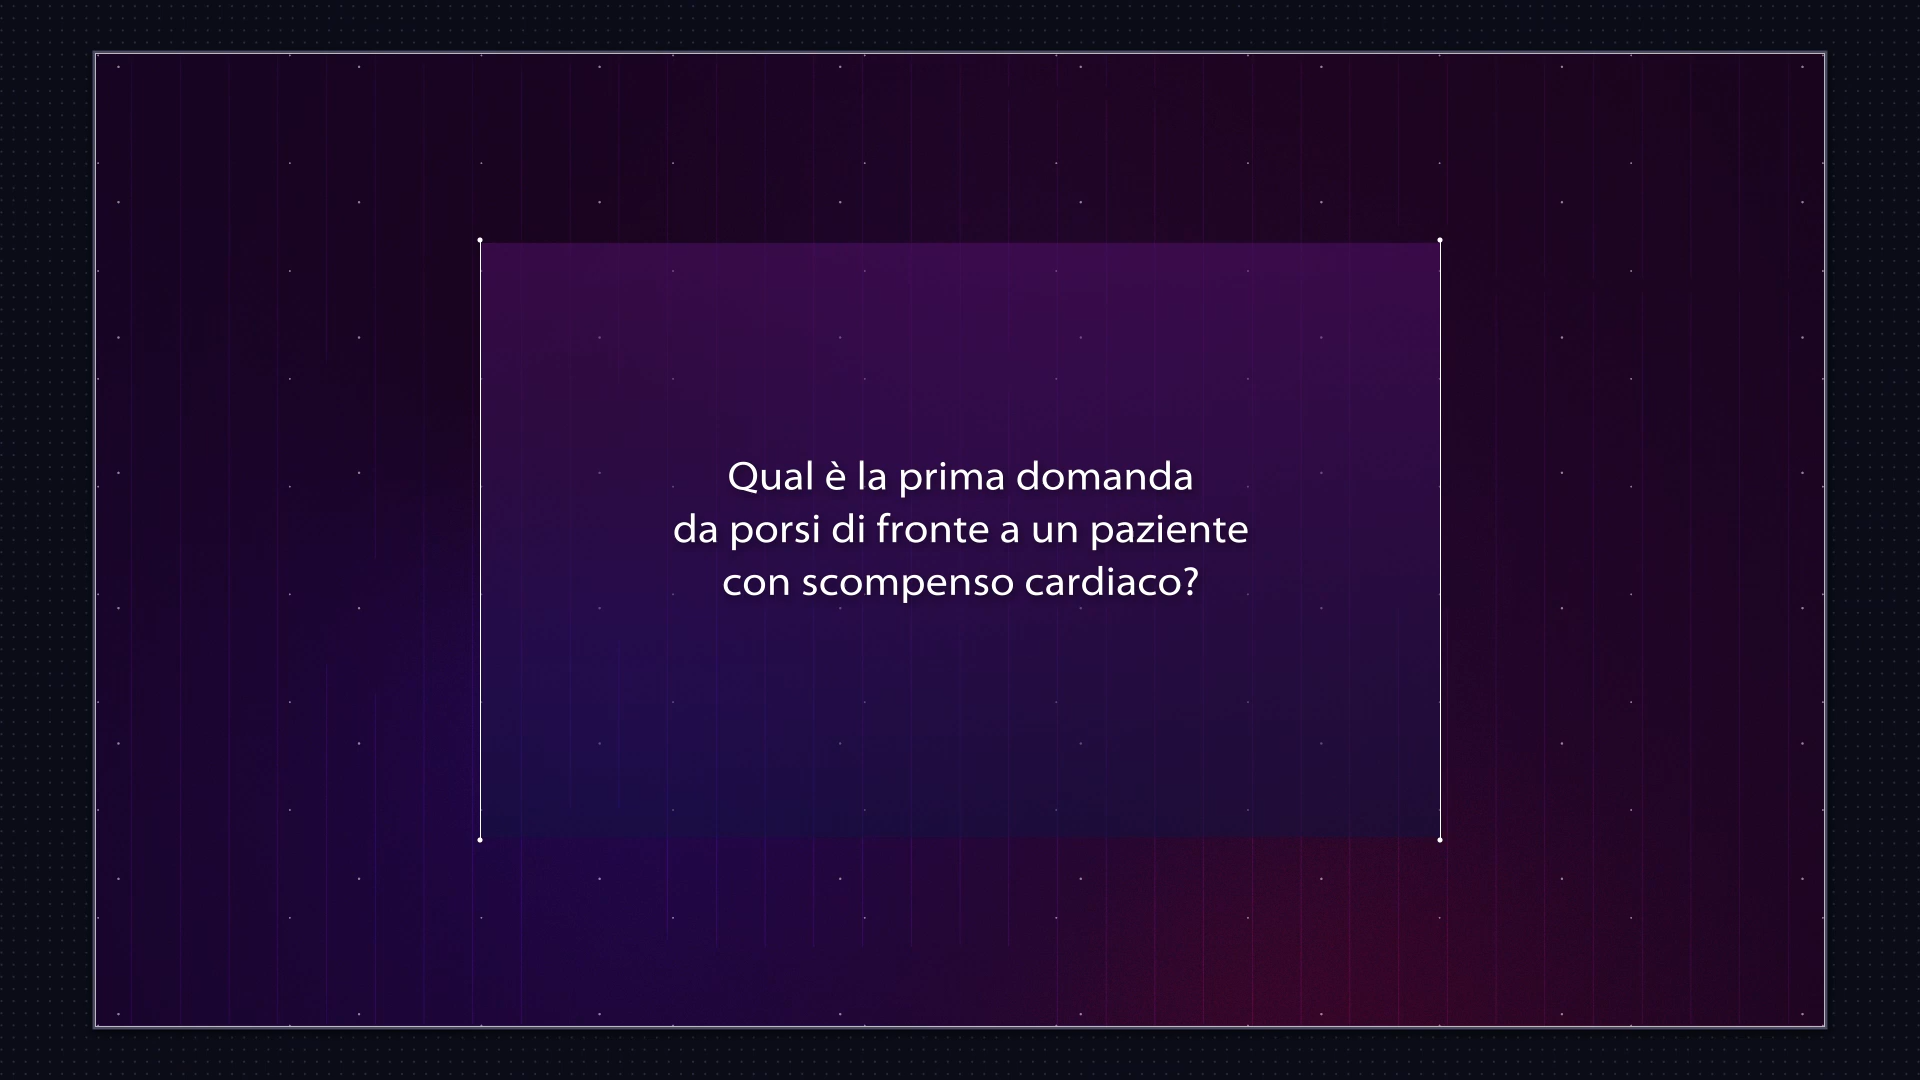 Qual è la prima domanda
da porsi di fronte a un paziente
con scompenso cardiaco?